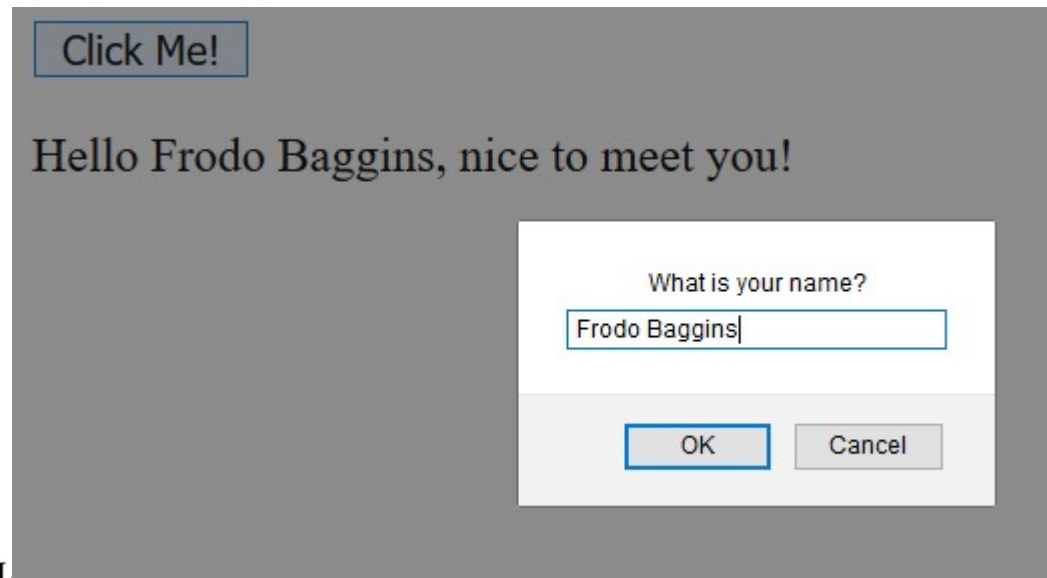 Click Me!
Hello Frodo Baggins, nice to meet you!
What is your name?
Frodo Baggins
OK
Cancel